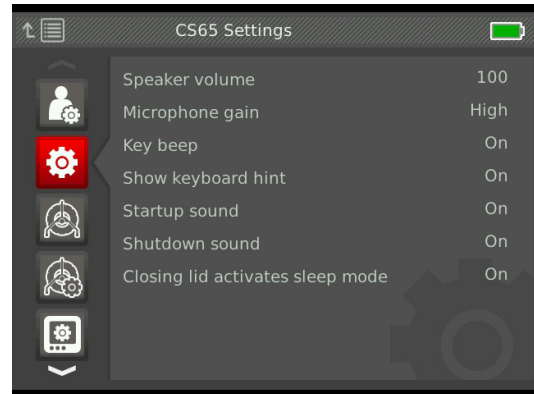 CS65 Settings
Speaker volume 100
Microphone gain High
Key beep On
Show keyboard hint On
Startup sound On
Shutdown sound On
Closing lid activates sleep mode On